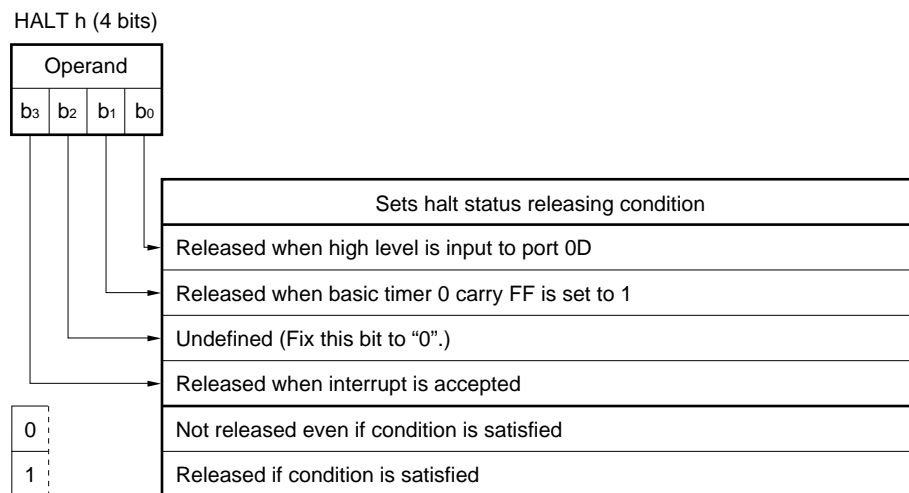 HALT h (4 bits)
Operand
b3 b2 b1 b0
Sets halt status releasing condition
Released when high level is input to port 0D
Released when basic timer 0 carry FF is set to 1
Undefined (Fix this bit to “0”.)
Released when interrupt is accepted
0 Not released even if condition is satisfied
1 Released if condition is satisfied